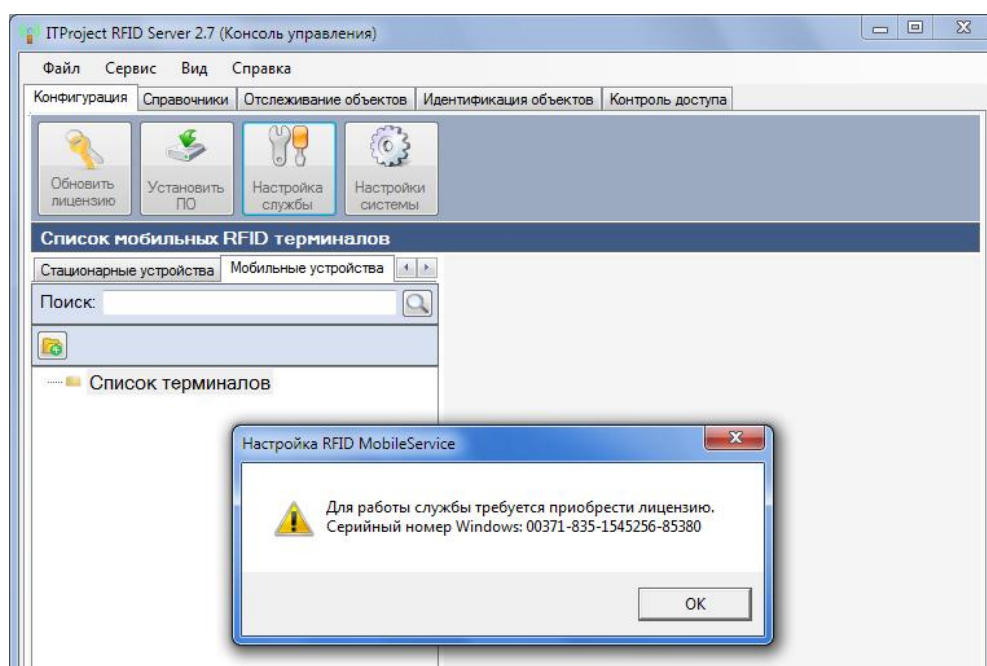 ITProject RFID Server 2.7 (Консоль управления)
Файл Сервис Вид Справка
Конфигурация Справочники Отслеживание объектов Идентификация объектов Контроль доступа
Обновить лицензию Установить ПО Настройка службы Настройки системы
Список мобильных RFID терминалов
Стационарные устройства Мобильные устройства
Поиск:
Список терминалов
Настройка RFID MobileService
Для работы службы требуется приобрести лицензию.
Серийный номер Windows: 00371-835-1545256-85380
OK